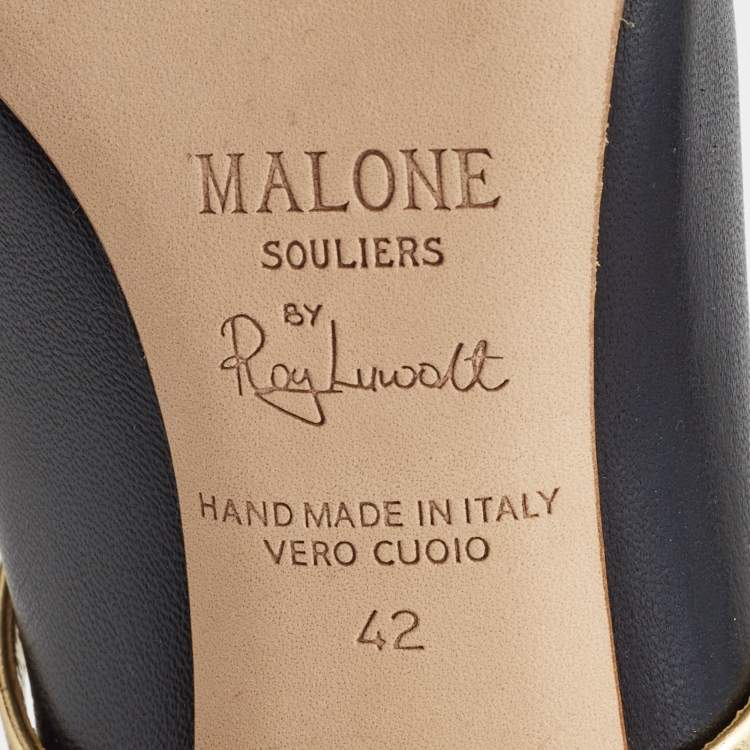 MALONE
SOULIERS
BY
Roy Luwolt
HAND MADE IN ITALY
VERO CUOIO
42